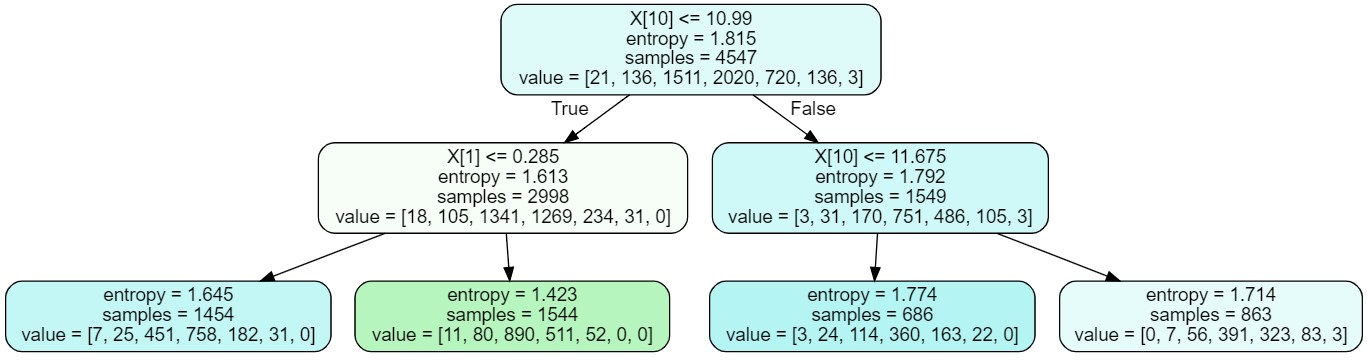 X[10] <= 10.99
entropy = 1.815
samples = 4547
value = [21, 136, 1511, 2020, 720, 136, 3]
True
False
X[1] <= 0.285
entropy = 1.613
samples = 2998
value = [18, 105, 1341, 1269, 234, 31, 0]
X[10] <= 11.675
entropy = 1.792
samples = 1549
value = [3, 31, 170, 751, 486, 105, 3]
entropy = 1.645
samples = 1454
value = [7, 25, 451, 758, 182, 31, 0]
entropy = 1.423
samples = 1544
value = [11, 80, 890, 511, 52, 0, 0]
entropy = 1.774
samples = 686
value = [3, 24, 114, 360, 163, 22, 0]
entropy = 1.714
samples = 863
value = [0, 7, 56, 391, 323, 83, 3]